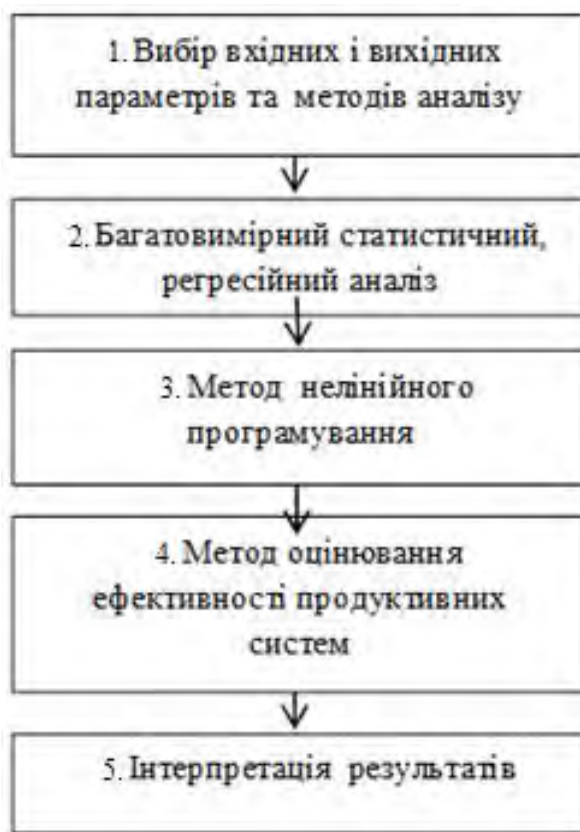 1. Вибір вхідних і вихідних
параметрів та методів аналізу
2. Багатовимірний статистичний,
регресійний аналіз
3. Метод нелінійного
програмування
4. Метод оцінювання
ефективності продуктивних
систем
5. Інтерпретація результатів